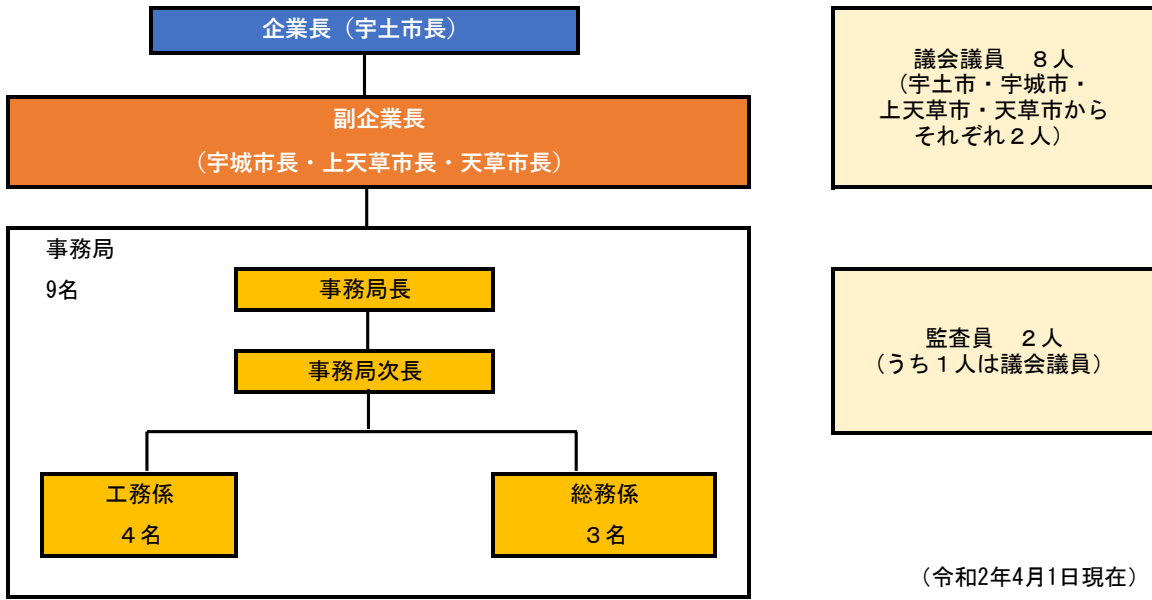 企業長（宇土市長）
副企業長
（宇城市長・上天草市長・天草市長）
事務局
9名
事務局長
事務局次長
工務係
４名
総務係
３名
議会議員　８人
（宇土市・宇城市・
上天草市・天草市から
それぞれ２人）
監査員　２人
（うち１人は議会議員）
（令和2年4月1日現在）